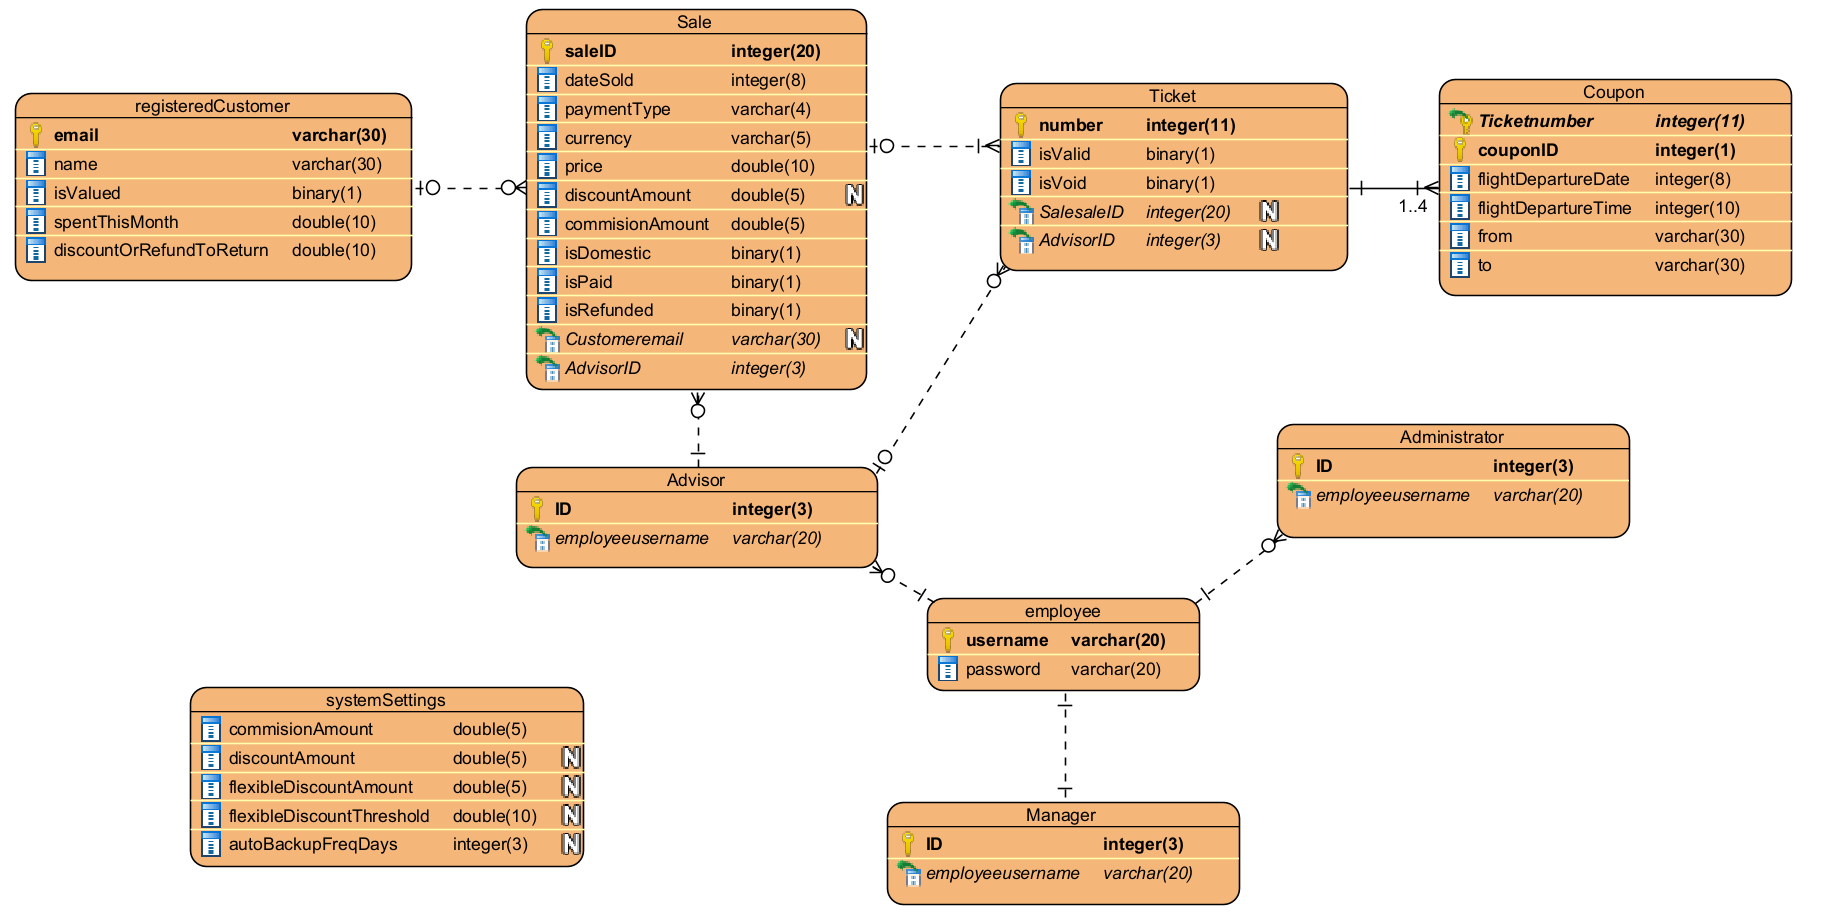 registeredCustomer
email varchar(30)
name varchar(30)
isValued binary(1)
spentThisMonth double(10)
discountOrRefundToReturn double(10)
Sale
saleID integer(20)
dateSold integer(8)
paymentType varchar(4)
currency varchar(5)
price double(10)
discountAmount double(5) N
commisionAmount double(5)
isDomestic binary(1)
isPaid binary(1)
isRefunded binary(1)
Customeremail varchar(30) N
AdvisorID integer(3)
Ticket
number integer(11)
isValid binary(1)
isVoid binary(1)
SalesaleID integer(20) N
AdvisorID integer(3) N
1..4
Coupon
Ticketnumber integer(11)
couponID integer(1)
flightDepartureDate integer(8)
flightDepartureTime integer(10)
from varchar(30)
to varchar(30)
Advisor
ID integer(3)
employeeusername varchar(20)
Administrator
ID integer(3)
employeeusername varchar(20)
employee
username varchar(20)
password varchar(20)
systemSettings
commisionAmount double(5)
discountAmount double(5) N
flexibleDiscountAmount double(5) N
flexibleDiscountThreshold double(10) N
autoBackupFreqDays integer(3) N
Manager
ID integer(3)
employeeusername varchar(20)